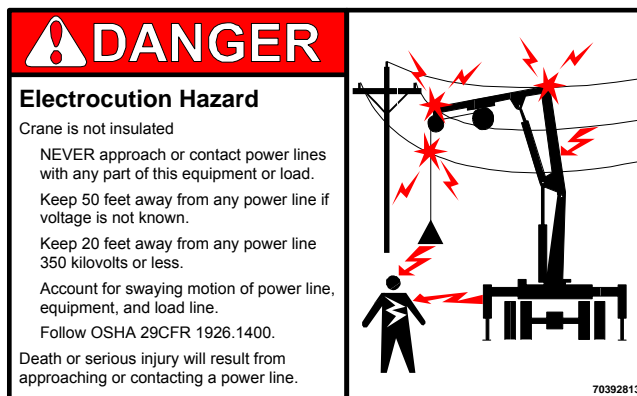 DANGER
Electrocution Hazard
Crane is not insulated
NEVER approach or contact power lines
with any part of this equipment or load.
Keep 50 feet away from any power line if
voltage is not known.
Keep 20 feet away from any power line
350 kilovolts or less.
Account for swaying motion of power line,
equipment, and load line.
Follow OSHA 29CFR 1926.1400.
Death or serious injury will result from
approaching or contacting a power line.
70392813